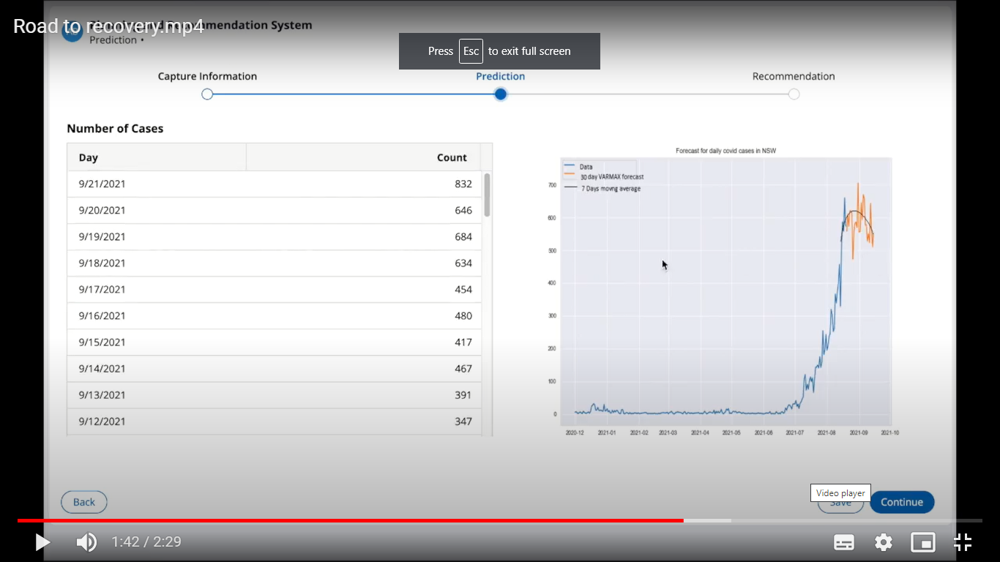 Road to recovery.mp4
Recommendation System
Prediction •
Press Esc to exit full screen
Capture Information
Prediction
Recommendation
Number of Cases
Day Count
9/21/2021 832
9/20/2021 646
9/19/2021 684
9/18/2021 634
9/17/2021 454
9/16/2021 480
9/15/2021 417
9/14/2021 467
9/13/2021 391
9/12/2021 347
Forecast for daily covid cases in NSW
Data
30 day VARMAX forecast
7 Days movng average
700
600
500
400
300
200
100
0
2020-12 2021-01 2021-02 2021-03 2021-04 2021-05 2021-06 2021-07 2021-08 2021-09 2021-10
Back
Video player
Save
Continue
1:42 / 2:29